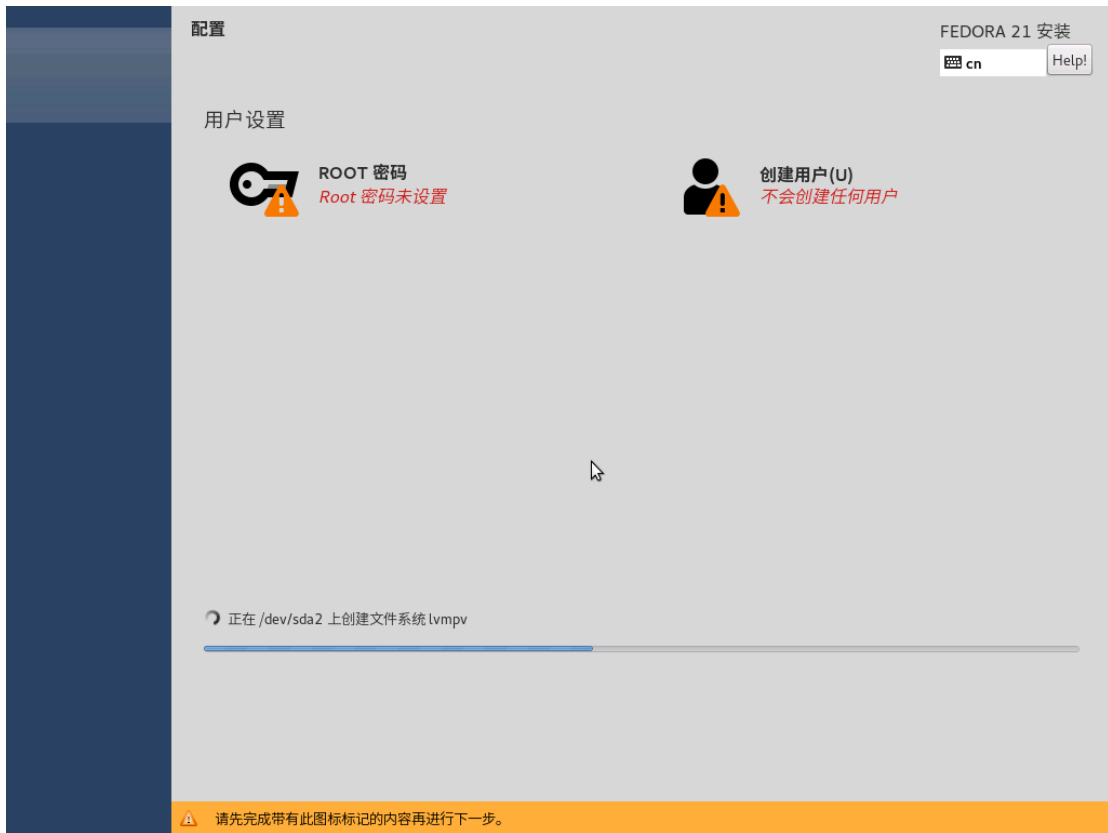 配置
FEDORA 21 安装
cn
Help!
用户设置
ROOT 密码
Root 密码未设置
创建用户(U)
不会创建任何用户
正在 /dev/sda2 上创建文件系统 lvmpv
请先完成带有此图标标记的内容再进行下一步。